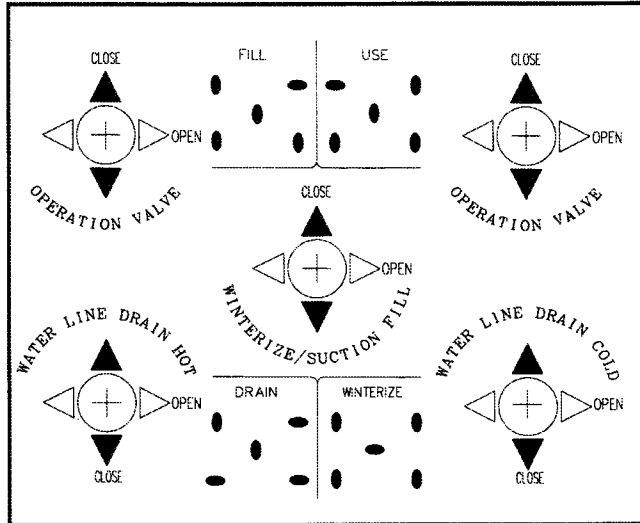 FILL USE
CLOSE
OPEN
OPERATION VALVE
CLOSE
OPEN
OPERATION VALVE
CLOSE
OPEN
WINTERIZE/SUCTION FILL
WATER LINE DRAIN HOT
OPEN
CLOSE
DRAIN WINTERIZE
WATER LINE DRAIN COLD
OPEN
CLOSE